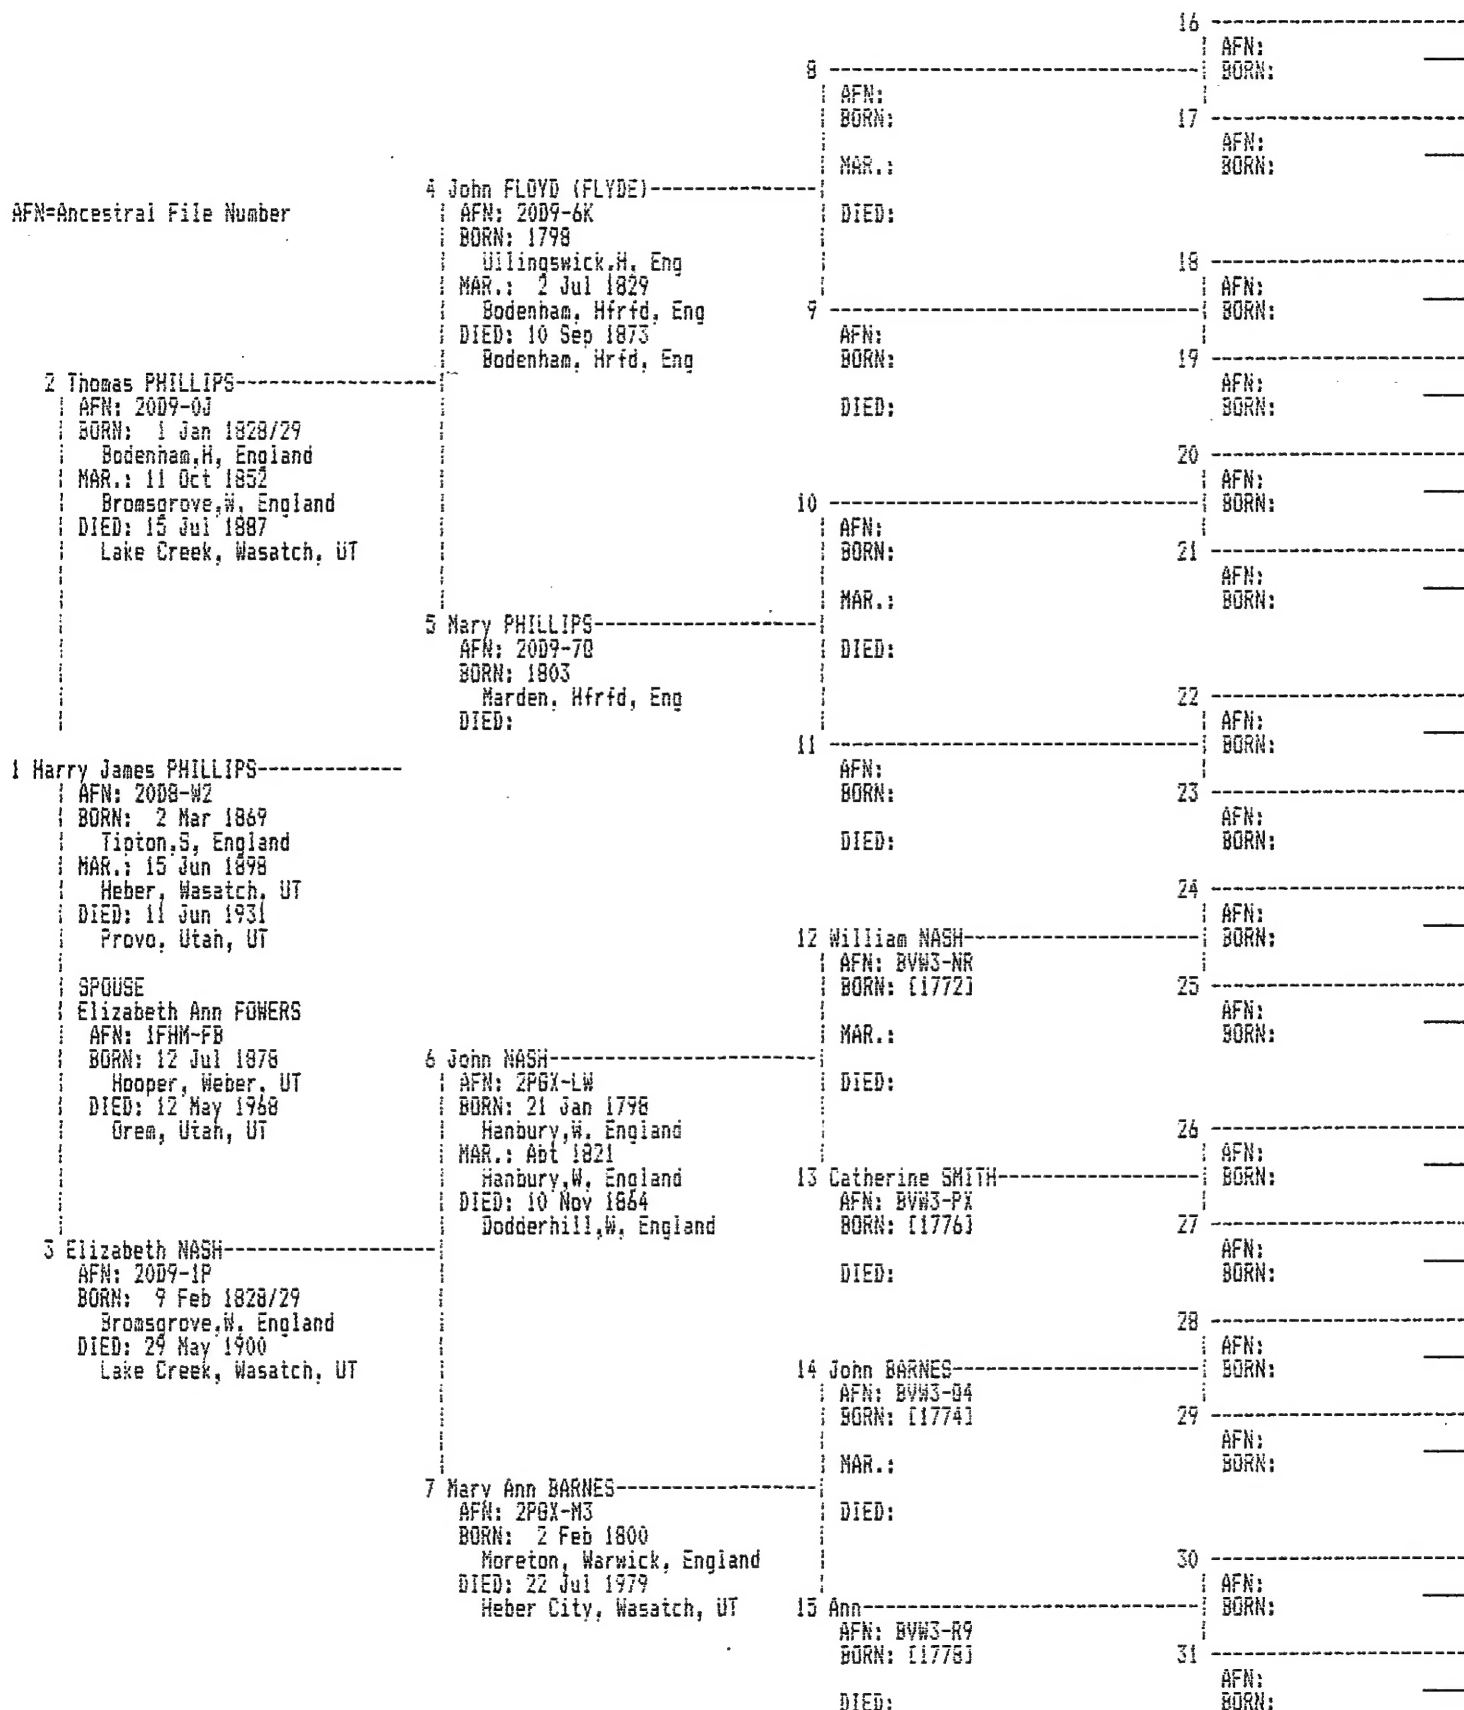 AFN=Ancestral File Number
1 Harry James PHILLIPS
AFN: 20D8-W2
BORN: 2 Mar 1869
Tipton,S, England
MAR.: 15 Jun 1898
Heber, Wasatch, UT
DIED: 11 Jun 1931
Provo, Utah, UT
SPOUSE
Elizabeth Ann FOWERS
AFN: 1FHM-FB
BORN: 12 Jul 1878
Hooper, Weber, UT
DIED: 12 May 1968
Orem, Utah, UT
2 Thomas PHILLIPS
AFN: 20D9-0J
BORN: 1 Jan 1828/29
Bodenham,H, England
MAR.: 11 Oct 1852
Bromsgrove,W, England
DIED: 15 Jul 1887
Lake Creek, Wasatch, UT
3 Elizabeth NASH
AFN: 20D9-1P
BORN: 9 Feb 1828/29
Bromsgrove,W, England
DIED: 29 May 1900
Lake Creek, Wasatch, UT
4 John FLOYD (FLYDE)
AFN: 20D9-6K
BORN: 1798
Ullingswick,H, Eng
MAR.: 2 Jul 1829
Bodenham, Hfrfd, Eng
DIED: 10 Sep 1873
Bodenham, Hrfd, Eng
5 Mary PHILLIPS
AFN: 20D9-7Q
BORN: 1803
Marden, Hfrfd, Eng
DIED:
6 John NASH
AFN: 2PGX-LW
BORN: 21 Jan 1798
Hanbury,W, England
MAR.: Abt 1821
Hanbury,W, England
DIED: 10 Nov 1864
Dodderhill,W, England
7 Mary Ann BARNES
AFN: 2PGX-M3
BORN: 2 Feb 1800
Moreton, Warwick, England
DIED: 22 Jul 1979
Heber City, Wasatch, UT
8
AFN:
BORN:
MAR.:
DIED:
9
AFN:
BORN:
DIED:
10
AFN:
BORN:
MAR.:
DIED:
11
AFN:
BORN:
DIED:
12 William NASH
AFN: BVW3-NR
BORN: [1772]
MAR.:
DIED:
13 Catherine SMITH
AFN: BVW3-PX
BORN: [1776]
DIED:
14 John BARNES
AFN: BVW3-Q4
BORN: [1774]
MAR.:
DIED:
15 Ann
AFN: BVW3-R9
BORN: [1778]
DIED:
16
AFN:
BORN:
17
AFN:
BORN:
18
AFN:
BORN:
19
AFN:
BORN:
20
AFN:
BORN:
21
AFN:
BORN:
22
AFN:
BORN:
23
AFN:
BORN:
24
AFN:
BORN:
25
AFN:
BORN:
26
AFN:
BORN:
27
AFN:
BORN:
28
AFN:
BORN:
29
AFN:
BORN:
30
AFN:
BORN:
31
AFN:
BORN: